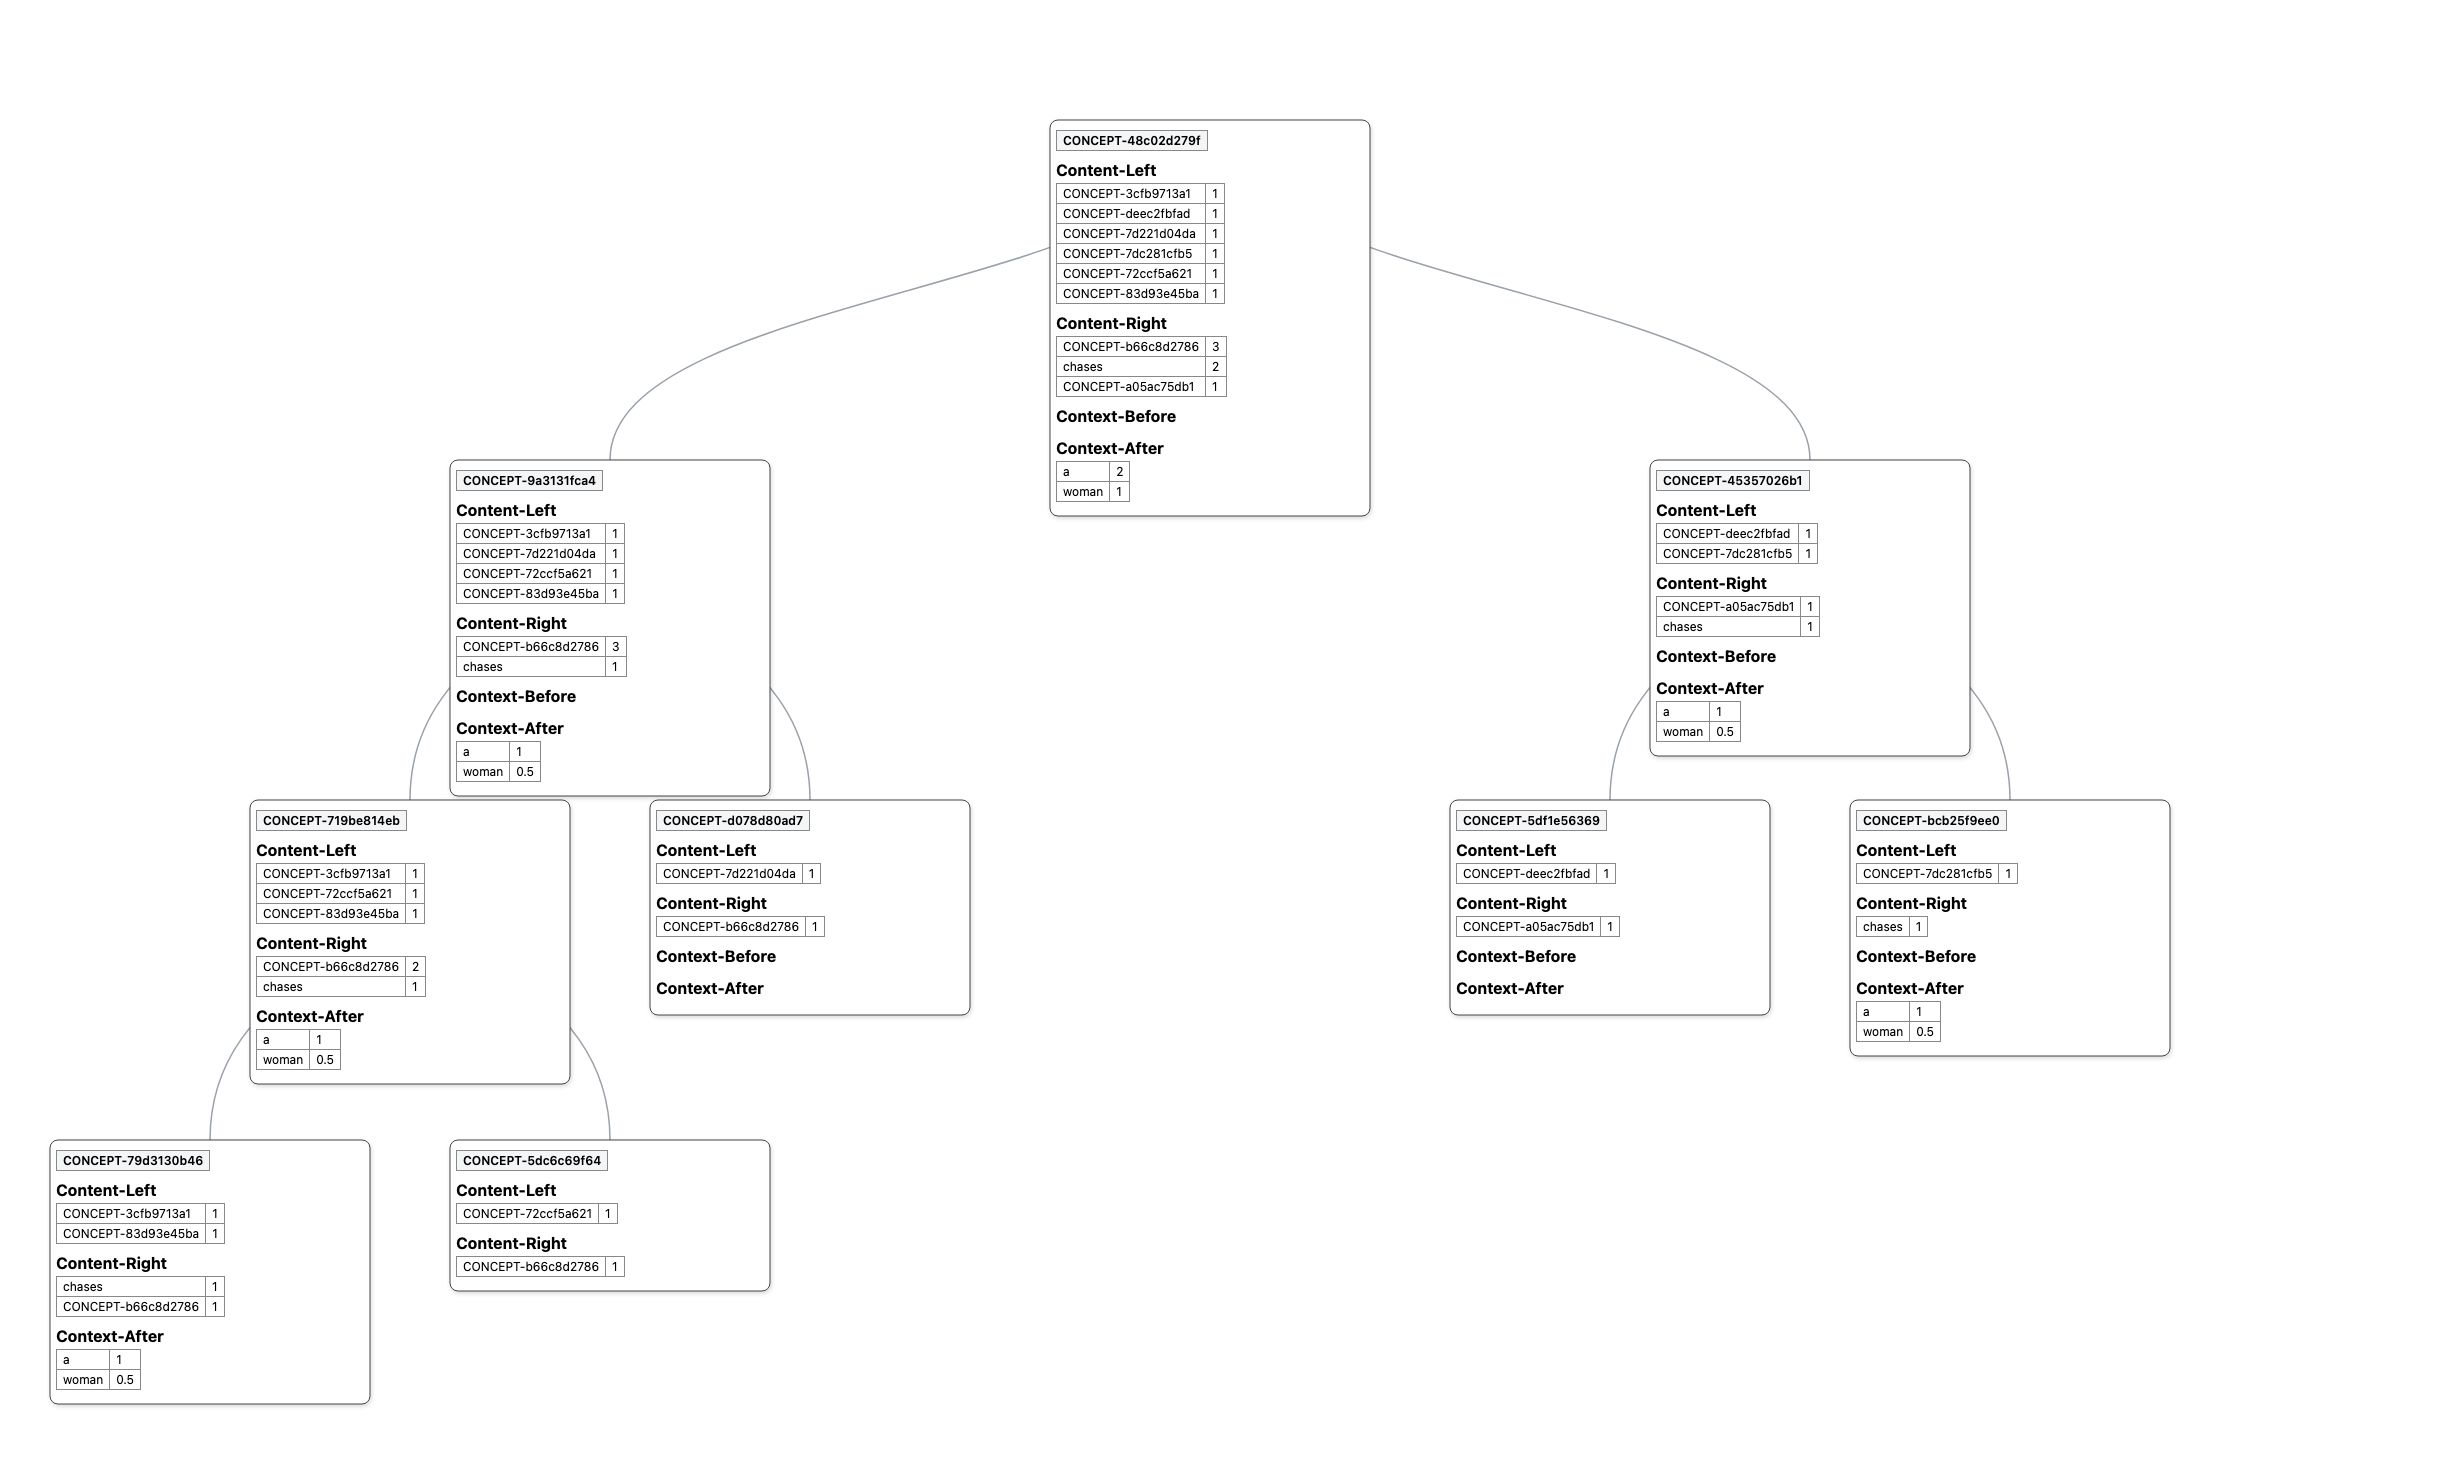 CONCEPT-48c02d279f
Content-Left
CONCEPT-3cfb9713a1 1
CONCEPT-deec2fbfad 1
CONCEPT-7d221d04da 1
CONCEPT-7dc281cfb5 1
CONCEPT-72ccf5a621 1
CONCEPT-83d93e45ba 1
Content-Right
CONCEPT-b66c8d2786 3
chases 2
CONCEPT-a05ac75db1 1
Context-Before
Context-After
a 2
woman 1
CONCEPT-9a3131fca4
Content-Left
CONCEPT-3cfb9713a1 1
CONCEPT-7d221d04da 1
CONCEPT-72ccf5a621 1
CONCEPT-83d93e45ba 1
Content-Right
CONCEPT-b66c8d2786 3
chases 1
Context-Before
Context-After
a 1
woman 0.5
CONCEPT-45357026b1
Content-Left
CONCEPT-deec2fbfad 1
CONCEPT-7dc281cfb5 1
Content-Right
CONCEPT-a05ac75db1 1
chases 1
Context-Before
Context-After
a 1
woman 0.5
CONCEPT-719be814eb
Content-Left
CONCEPT-3cfb9713a1 1
CONCEPT-72ccf5a621 1
CONCEPT-83d93e45ba 1
Content-Right
CONCEPT-b66c8d2786 2
chases 1
Context-After
a 1
woman 0.5
CONCEPT-d078d80ad7
Content-Left
CONCEPT-7d221d04da 1
Content-Right
CONCEPT-b66c8d2786 1
Context-Before
Context-After
CONCEPT-5df1e56369
Content-Left
CONCEPT-deec2fbfad 1
Content-Right
CONCEPT-a05ac75db1 1
Context-Before
Context-After
CONCEPT-bcb25f9ee0
Content-Left
CONCEPT-7dc281cfb5 1
Content-Right
chases 1
Context-Before
Context-After
a 1
woman 0.5
CONCEPT-79d3130b46
Content-Left
CONCEPT-3cfb9713a1 1
CONCEPT-83d93e45ba 1
Content-Right
chases 1
CONCEPT-b66c8d2786 1
Context-After
a 1
woman 0.5
CONCEPT-5dc6c69f64
Content-Left
CONCEPT-72ccf5a621 1
Content-Right
CONCEPT-b66c8d2786 1